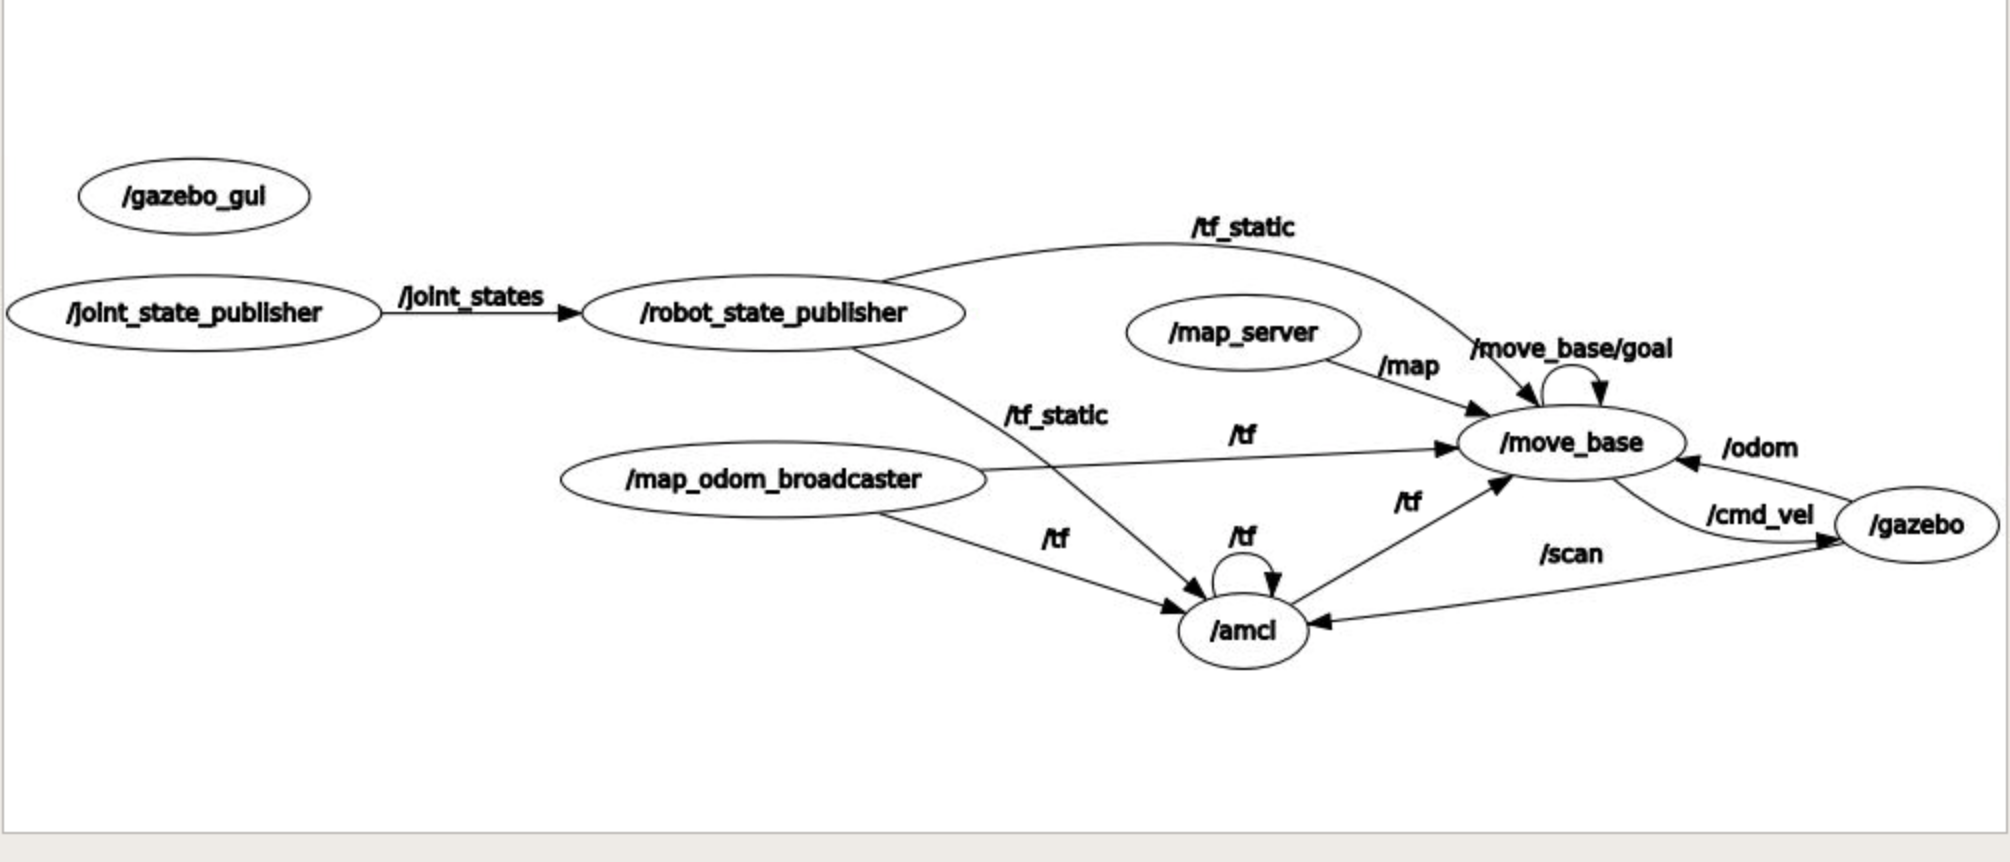 /gazebo_gui
/tf_static
/joint_state_publisher
/joint_states
/robot_state_publisher
/map_server
/move_base/goal
/map
/tf_static
/tf
/move_base
/odom
/map_odom_broadcaster
/tf
/cmd_vel
/gazebo
/tf
/tf
/scan
/amcl